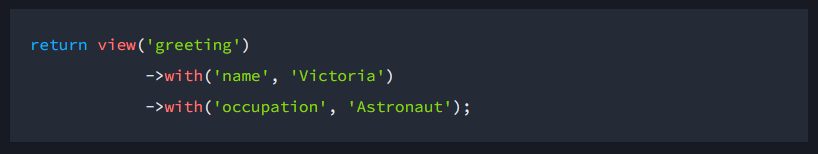 return view('greeting')
->with('name', 'Victoria')
->with('occupation', 'Astronaut');